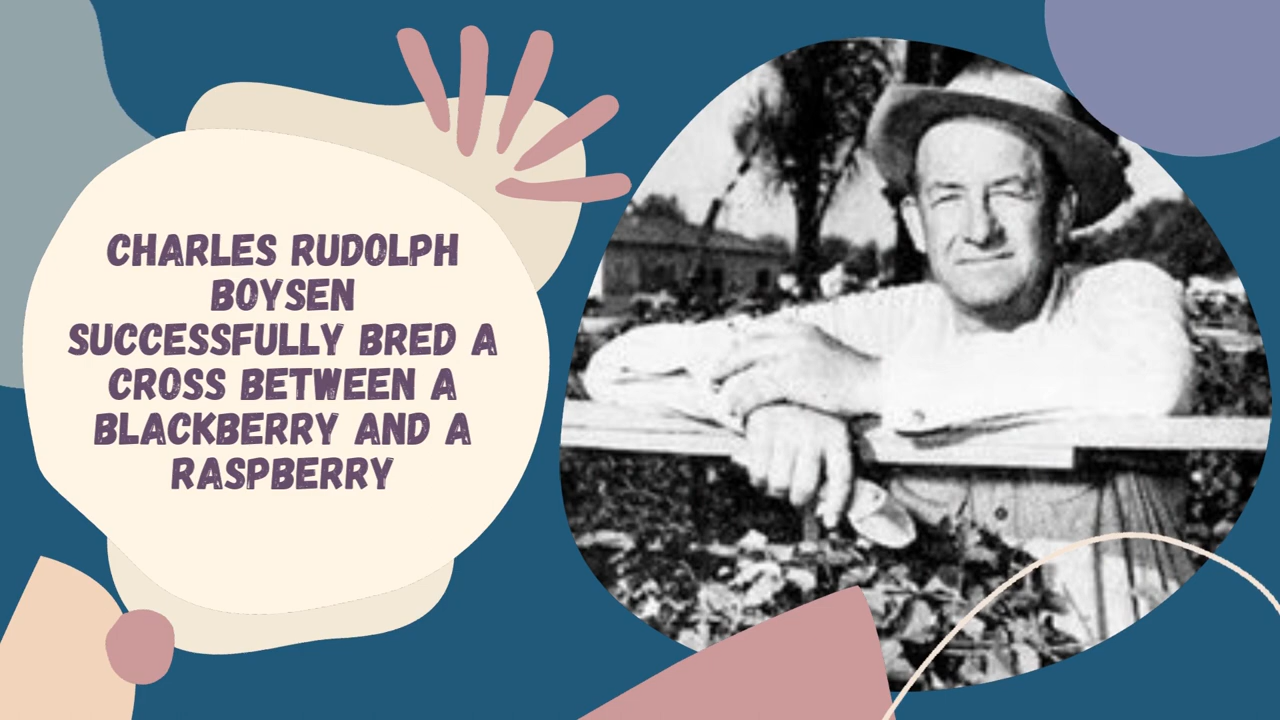 CHARLES RUDOLPH
BOYSEN
SUCCESSFULLY BRED A
CROSS BETWEEN A
BLACKBERRY AND A
RASPBERRY